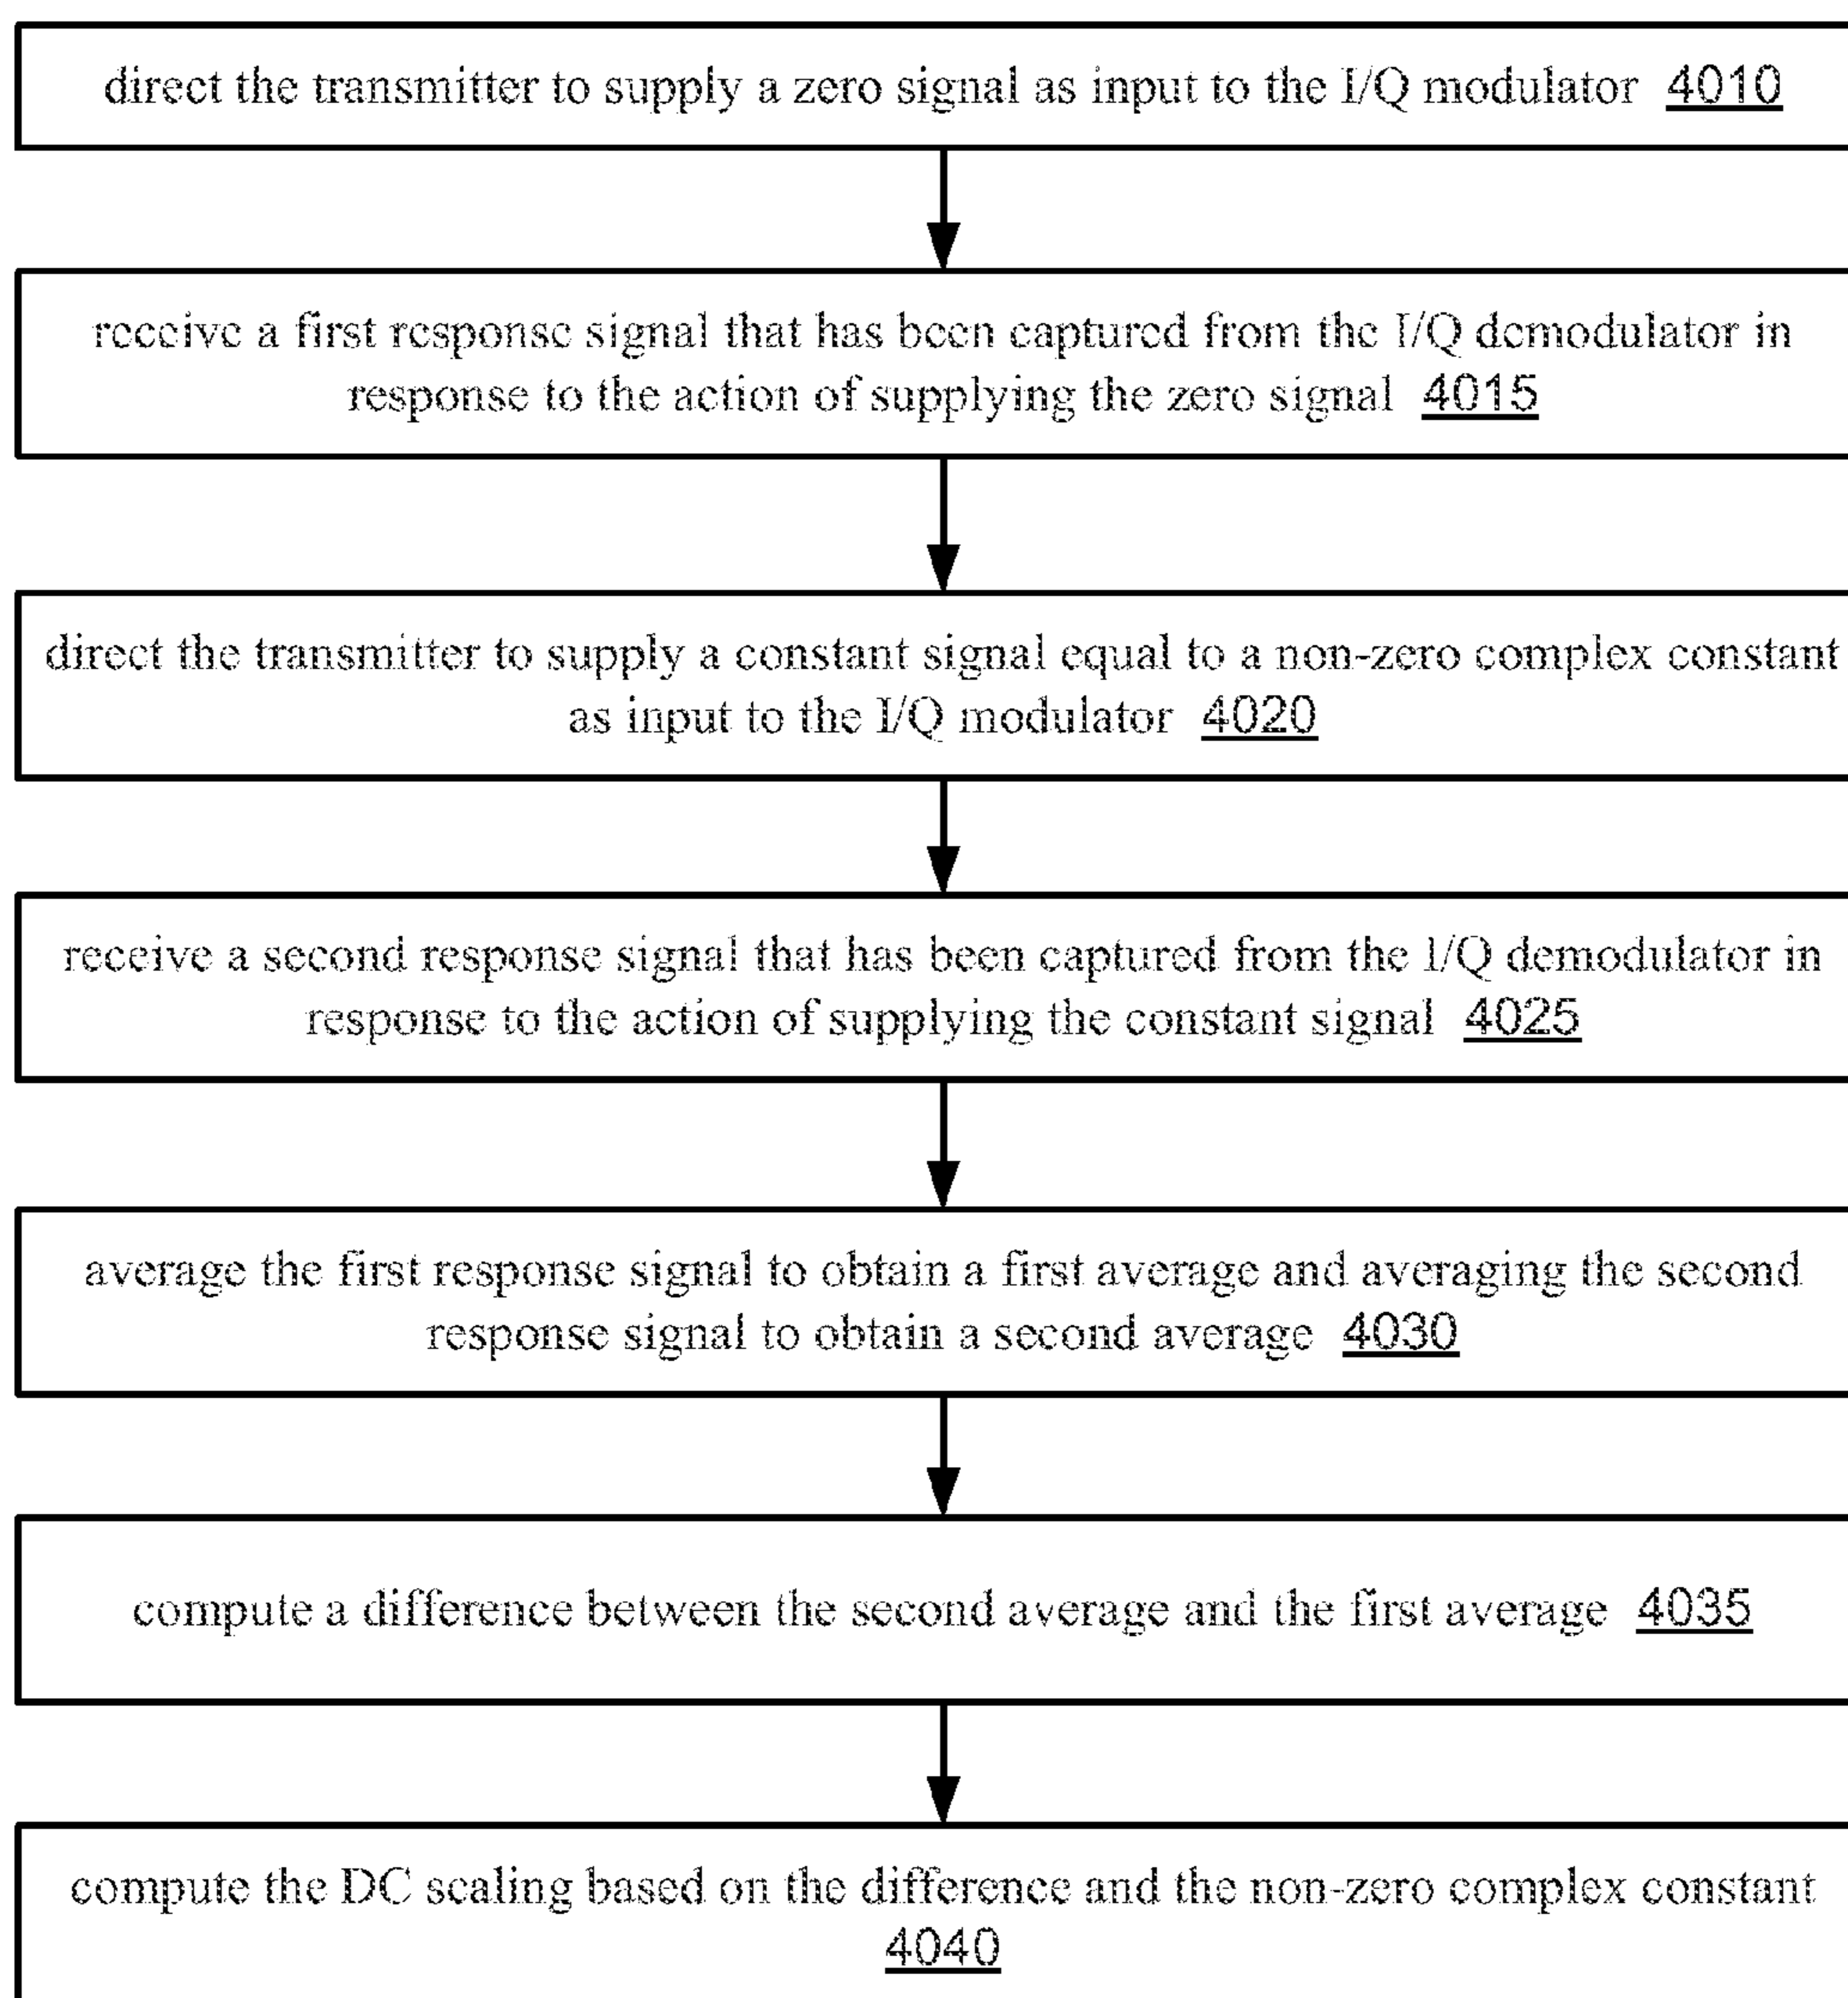 direct the transmitter to supply a zero signal as input to the I/Q modulator 4010
receive a first response signal that has been captured from the I/Q demodulator in
response to the action of supplying the zero signal 4015
direct the transmitter to supply a constant signal equal to a non-zero complex constant
as input to the I/Q modulator 4020
receive a second response signal that has been captured from the I/Q demodulator in
response to the action of supplying the constant signal 4025
average the first response signal to obtain a first average and averaging the second
response signal to obtain a second average 4030
compute a difference between the second average and the first average 4035
compute the DC scaling based on the difference and the non-zero complex constant
4040